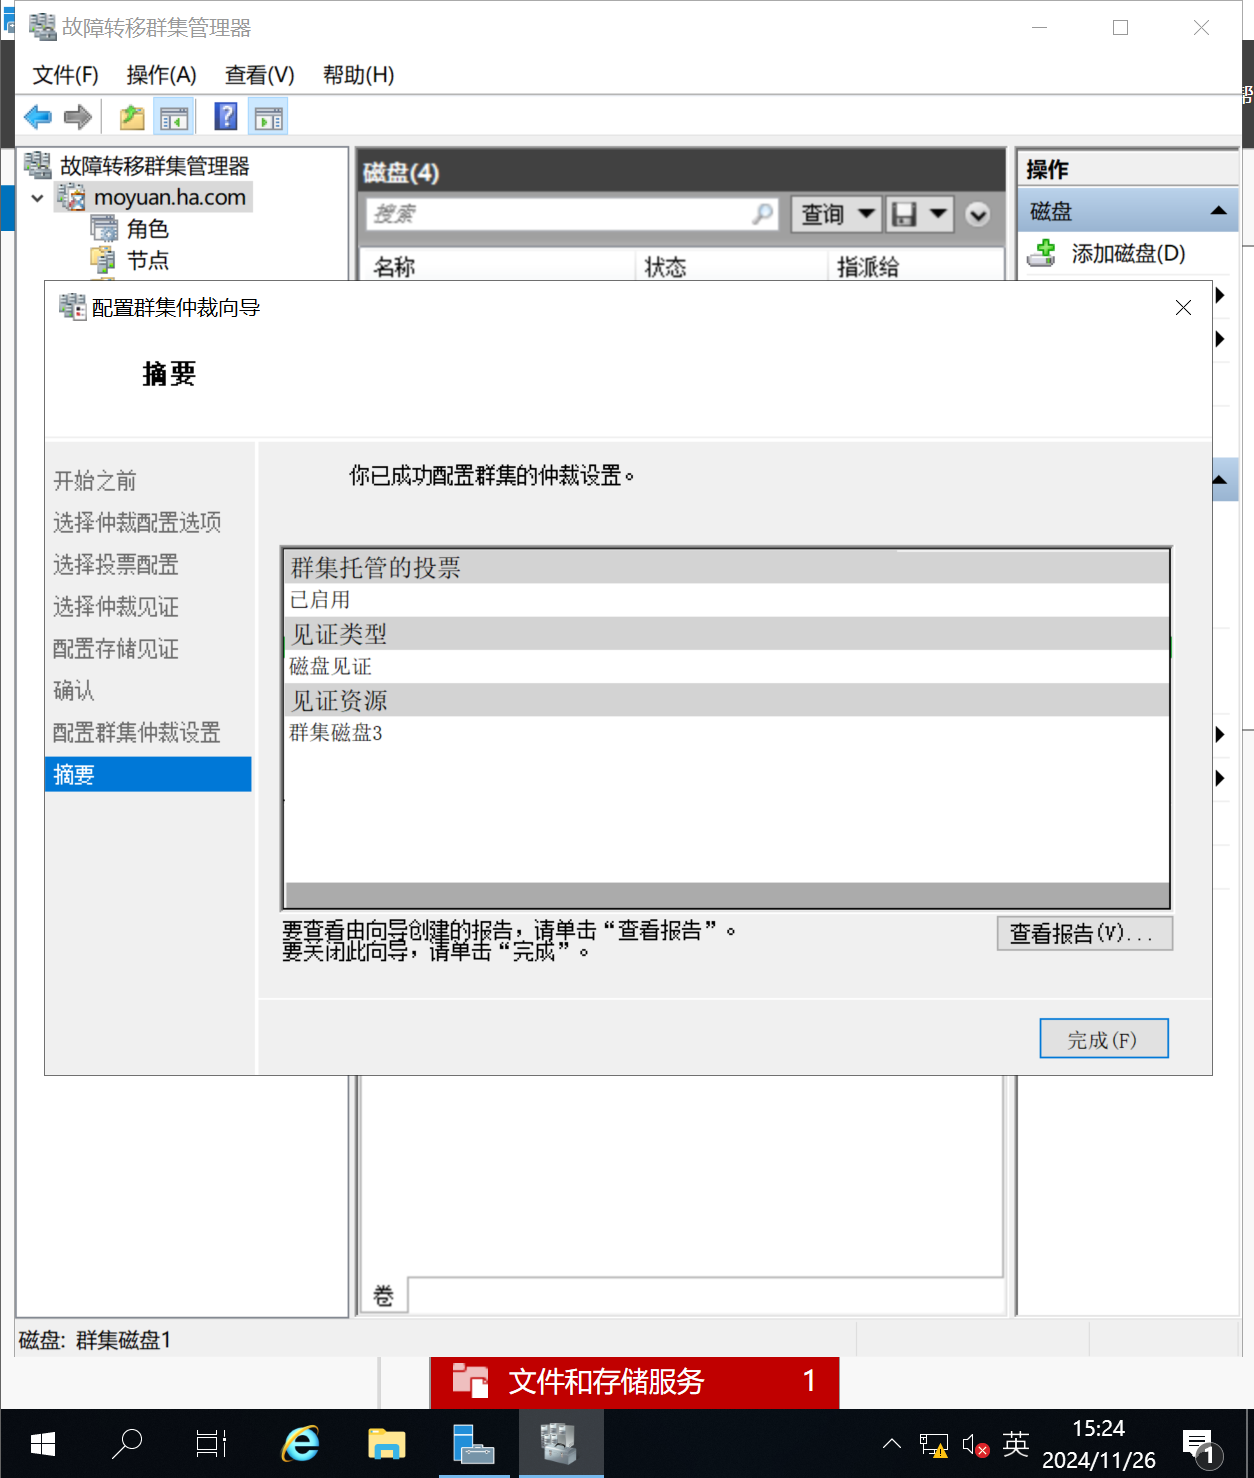 故障转移群集管理器
文件(F) 操作(A) 查看(V) 帮助(H)
帮
故障转移群集管理器
moyuan.ha.com
角色
节点
磁盘(4)
搜索
查询
名称 状态 指派给
操作
磁盘
添加磁盘(D)
配置群集仲裁向导
摘要
开始之前
选择仲裁配置选项
选择投票配置
选择仲裁见证
配置存储见证
确认
配置群集仲裁设置
摘要
你已成功配置群集的仲裁设置。
群集托管的投票
已启用
见证类型
磁盘见证
见证资源
群集磁盘3
要查看由向导创建的报告，请单击“查看报告”。
要关闭此向导，请单击“完成”。
查看报告(V)...
完成(F)
卷
磁盘: 群集磁盘1
文件和存储服务 1
英
15:24
2024/11/26
1